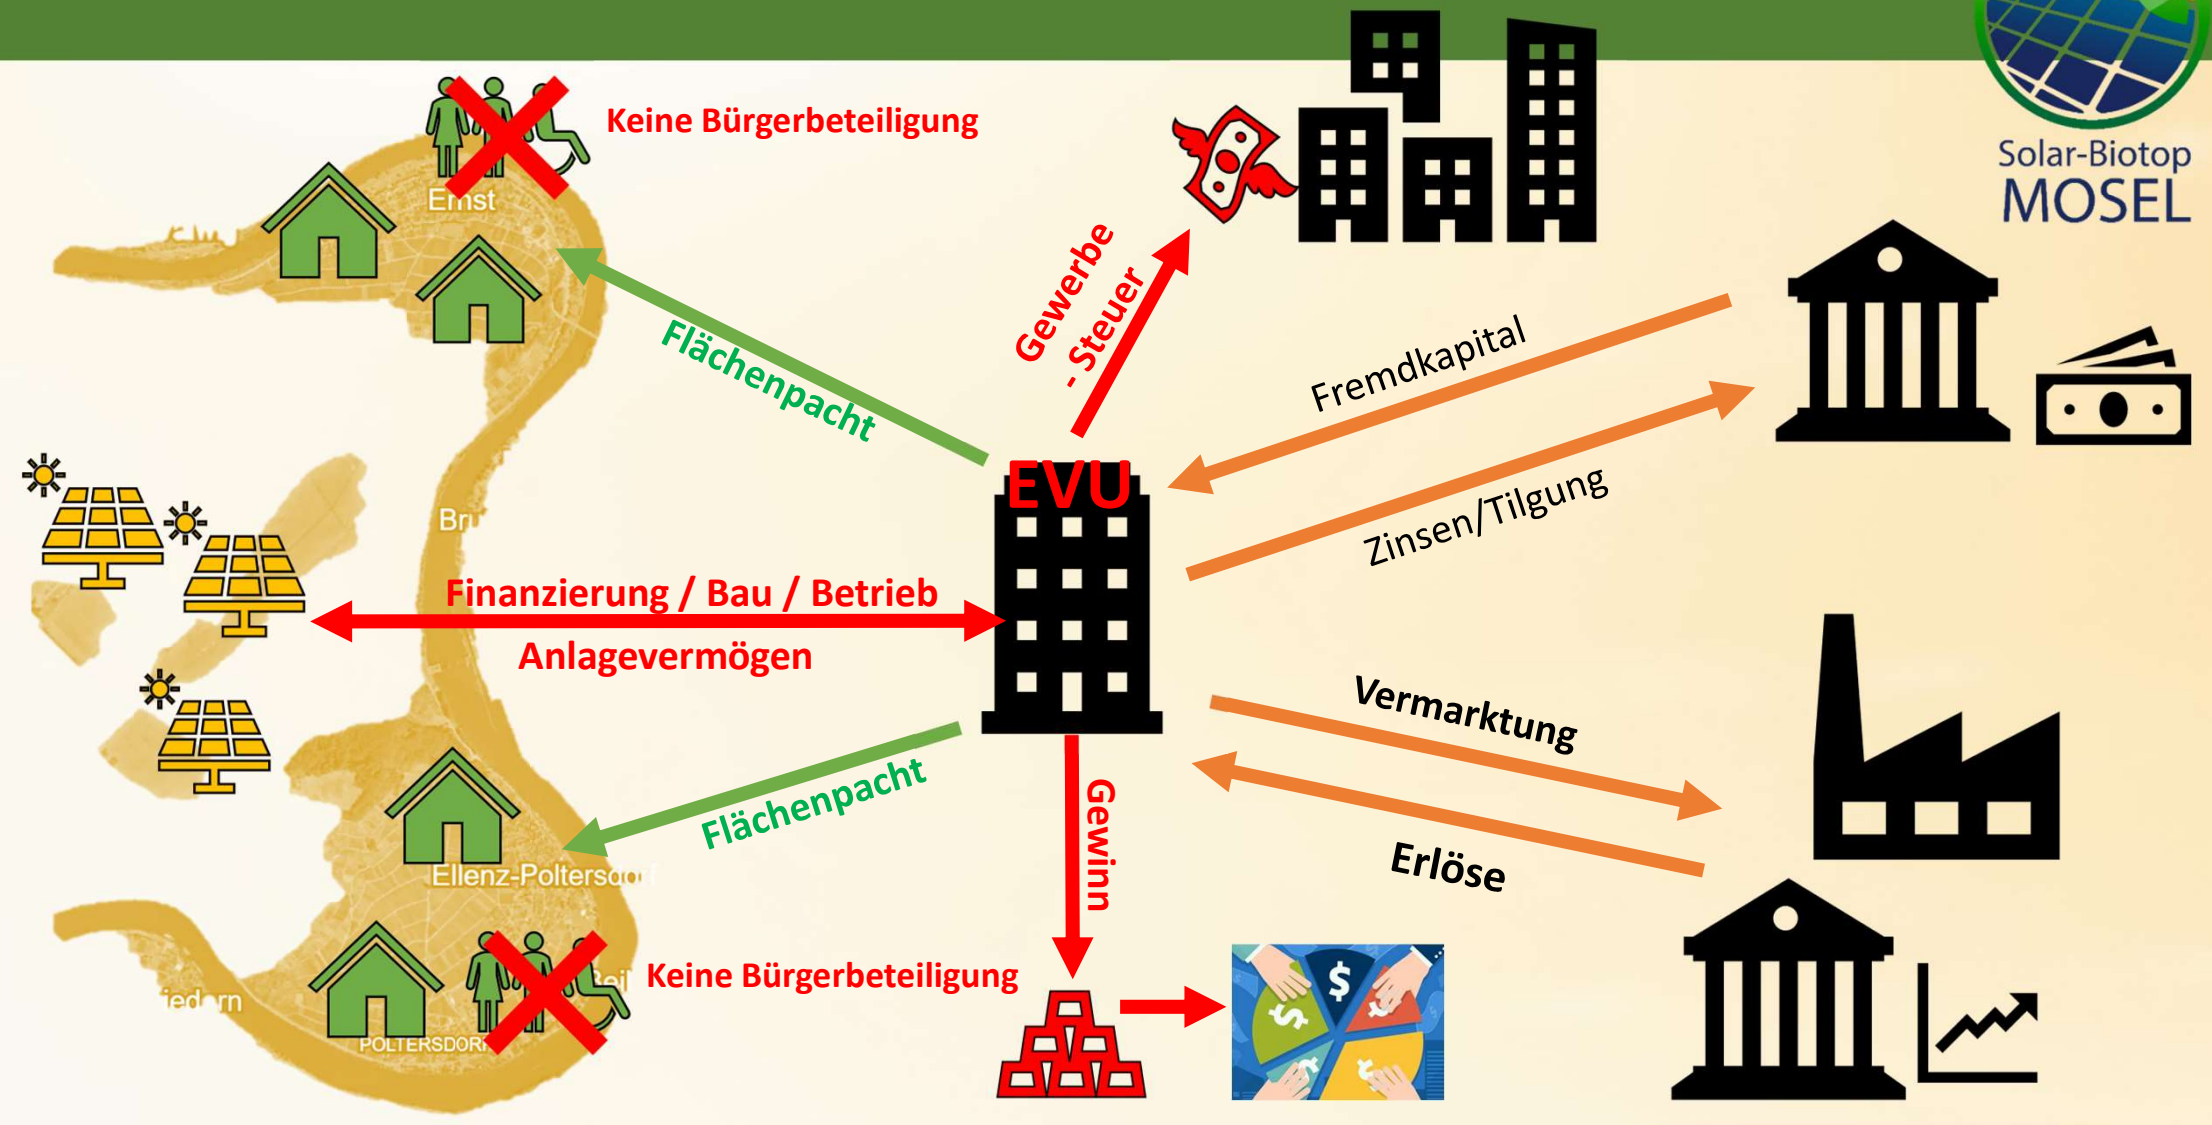 Keine Bürgerbeteiligung
Solar-Biotop
MOSEL
Ernst
Gewerbe
- Steuer
Flächenpacht
Fremdkapital
EVU
Zinsen/Tilgung
Finanzierung / Bau / Betrieb
Anlagevermögen
Vermarktung
Flächenpacht
Gewinn
Erlöse
Ellenz-Poltersdorf
Keine Bürgerbeteiligung
POLTERSDORF